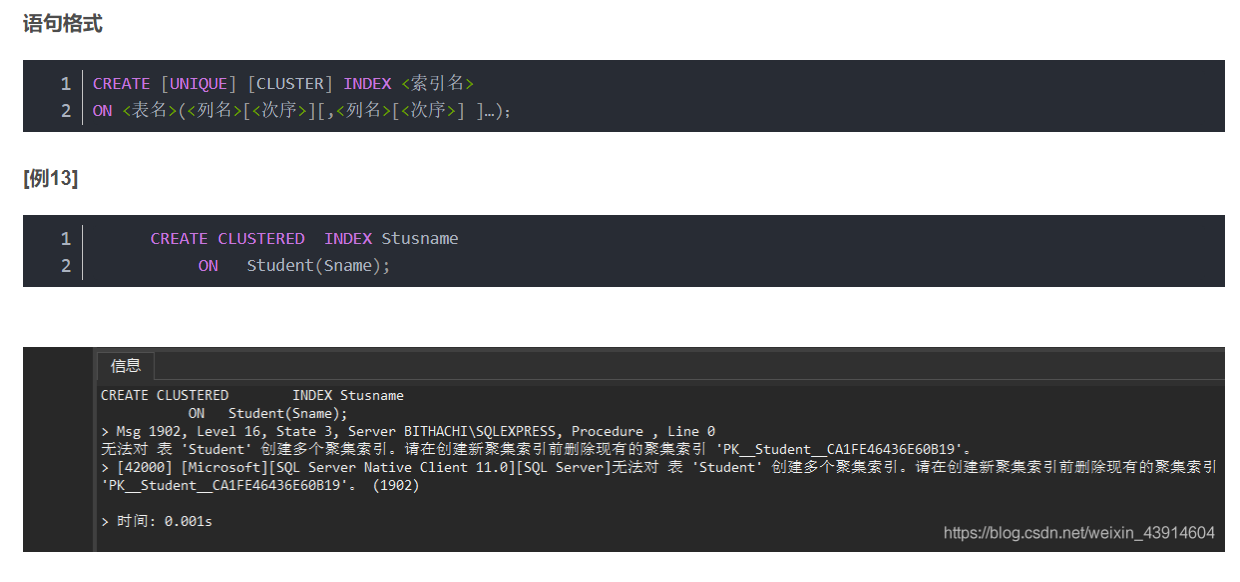 语句格式
1 CREATE [UNIQUE] [CLUSTER] INDEX <索引名>
2 ON <表名>(<列名>[<次序>][,<列名>[<次序>] ]…);
[例13]
1 CREATE CLUSTERED INDEX Stusname
2 ON Student(Sname);
信息
CREATE CLUSTERED INDEX Stusname
ON Student(Sname);
> Msg 1902, Level 16, State 3, Server BITHACHI\SQLEXPRESS, Procedure , Line 0
无法对 表 'Student' 创建多个聚集索引。请在创建新聚集索引前删除现有的聚集索引 'PK__Student__CA1FE46436E60B19'。
> [42000] [Microsoft][SQL Server Native Client 11.0][SQL Server]无法对 表 'Student' 创建多个聚集索引。请在创建新聚集索引前删除现有的聚集索引
'PK__Student__CA1FE46436E60B19'。 (1902)
> 时间: 0.001s
https://blog.csdn.net/weixin_43914604